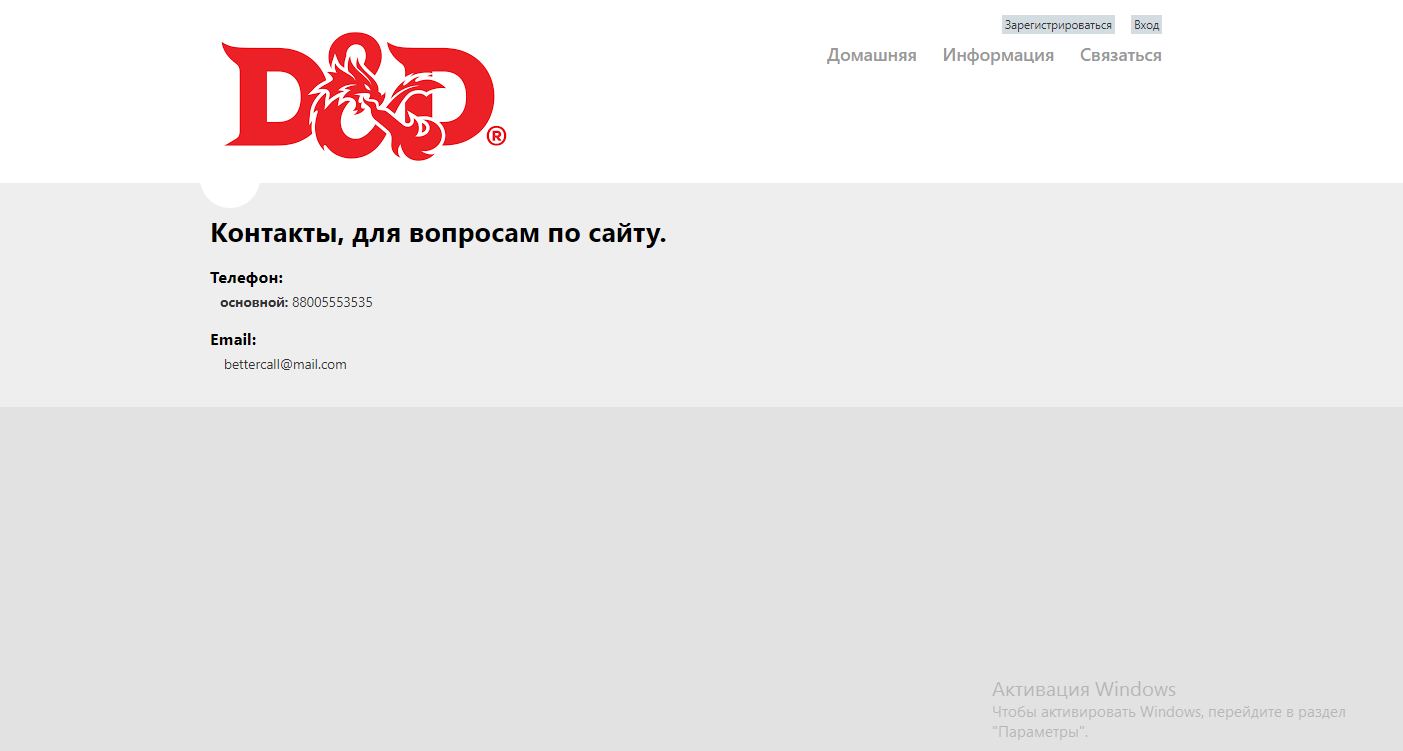 Зарегистрироваться Вход
D&D®
Домашняя Информация Связаться
Контакты, для вопросам по сайту.
Телефон:
основной: 88005553535
Email:
bettercall@mail.com
Активация Windows
Чтобы активировать Windows, перейдите в раздел
"Параметры".